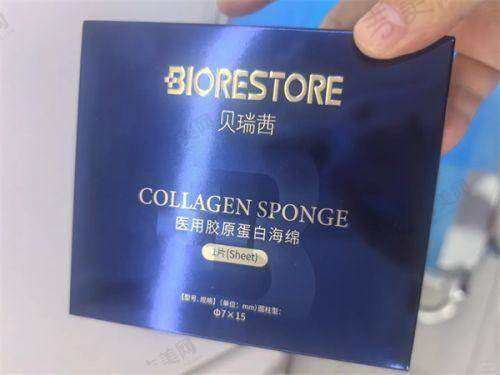 BIORESTORE
贝瑞茜
COLLAGEN SPONGE
医用胶原蛋白海绵
1片(Sheet)
【型号、规格】(单位：mm)圆柱型：
Φ7×15